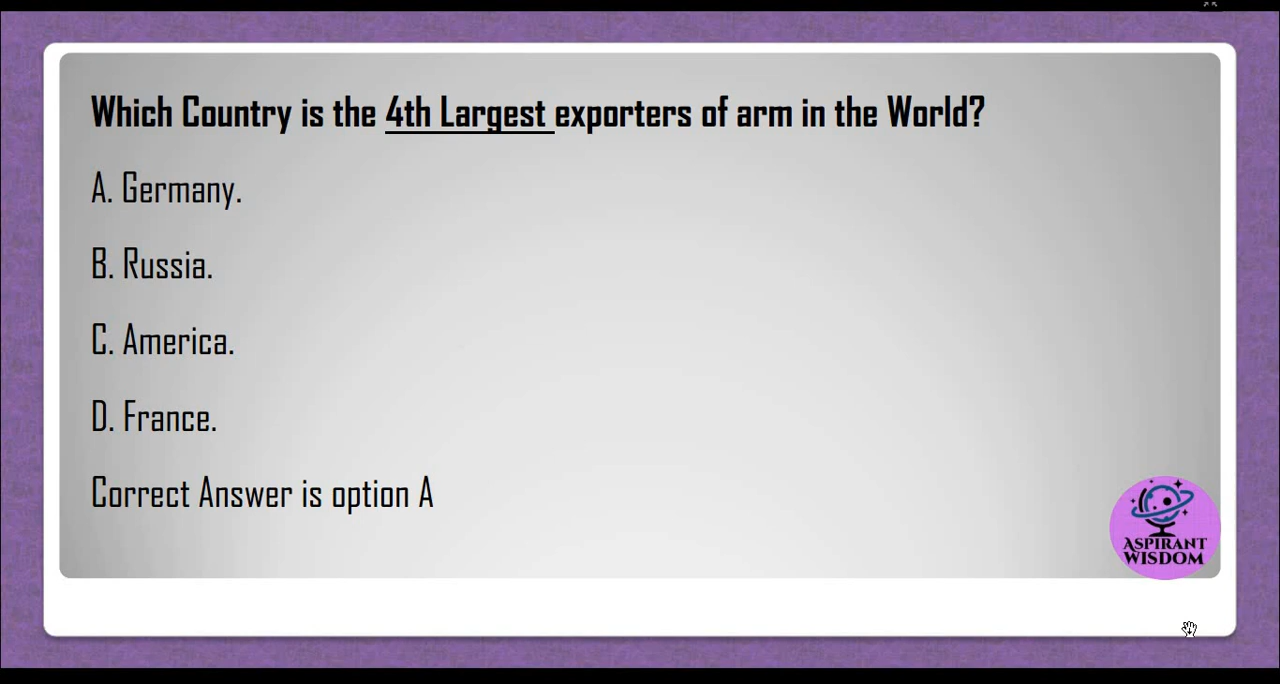 Which Country is the 4th Largest exporters of arm in the World?
A. Germany.
B. Russia.
C. America.
D. France.
Correct Answer is option A
ASPIRANT
WISDOM